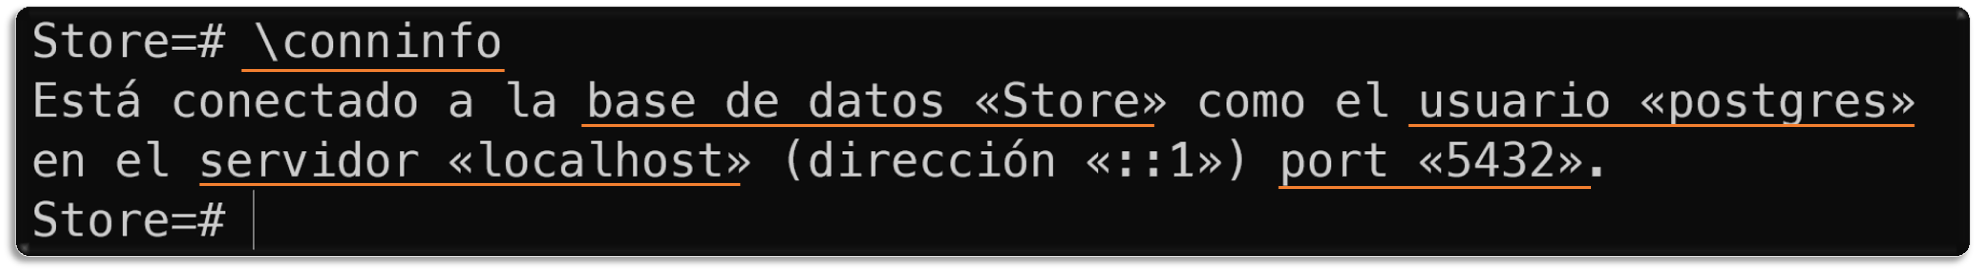 Store=# \conninfo
Está conectado a la base de datos «Store» como el usuario «postgres»
en el servidor «localhost» (dirección «::1») port «5432».
Store=#